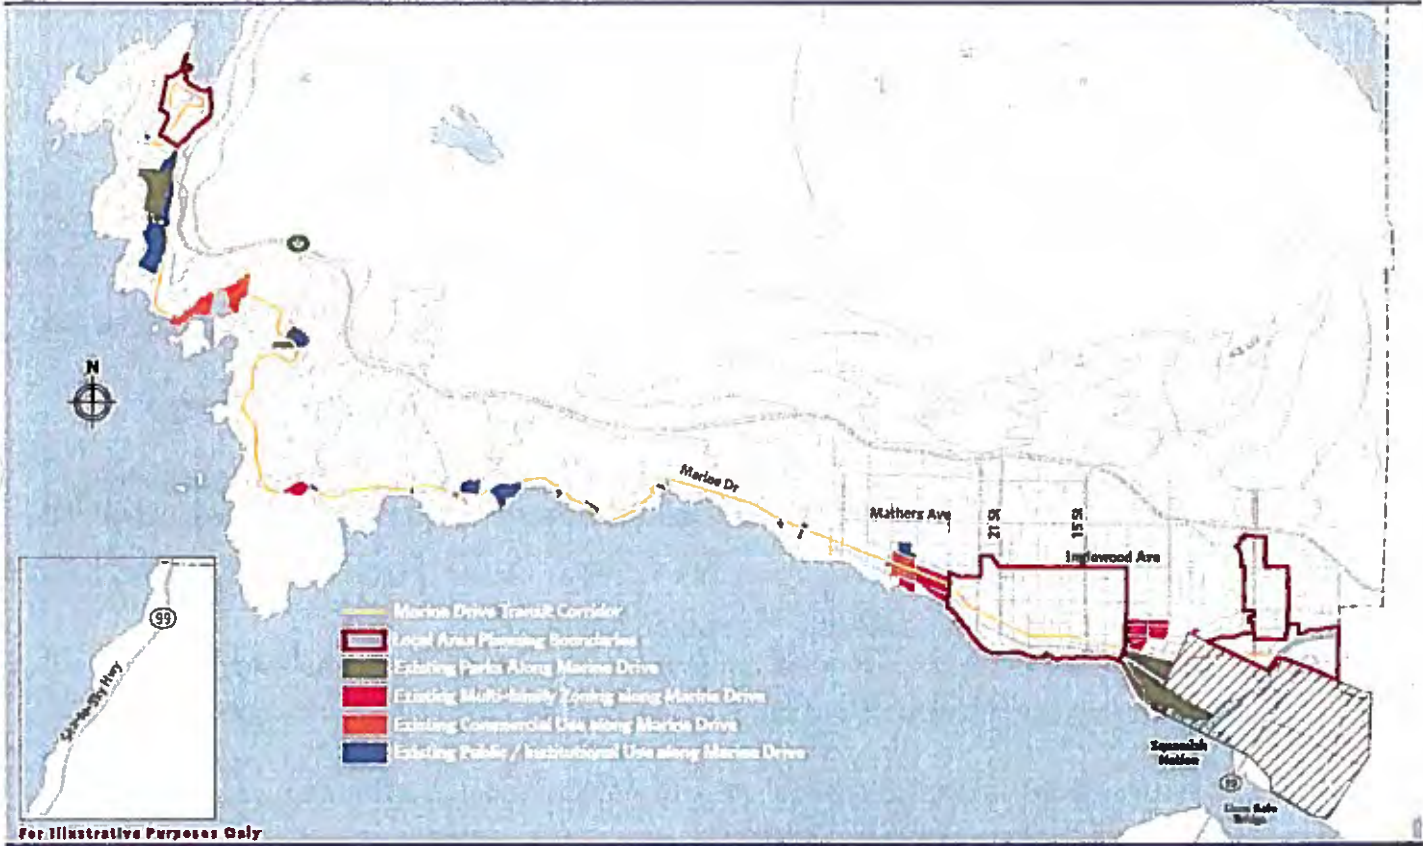 N
Marine Dr
Mathers Ave
21 St
15 St
Inglewood Ave
Marine Drive Transit Corridor
Local Area Planning Boundaries
Existing Parks Along Marine Drive
Existing Multi-family Zoning along Marine Drive
Existing Commercial Use along Marine Drive
Existing Public / Institutional Use along Marine Drive
99
Sea-to-Sky Hwy
Squamish
Nation
99
Lions Gate
Bridge
For Illustrative Purposes Only